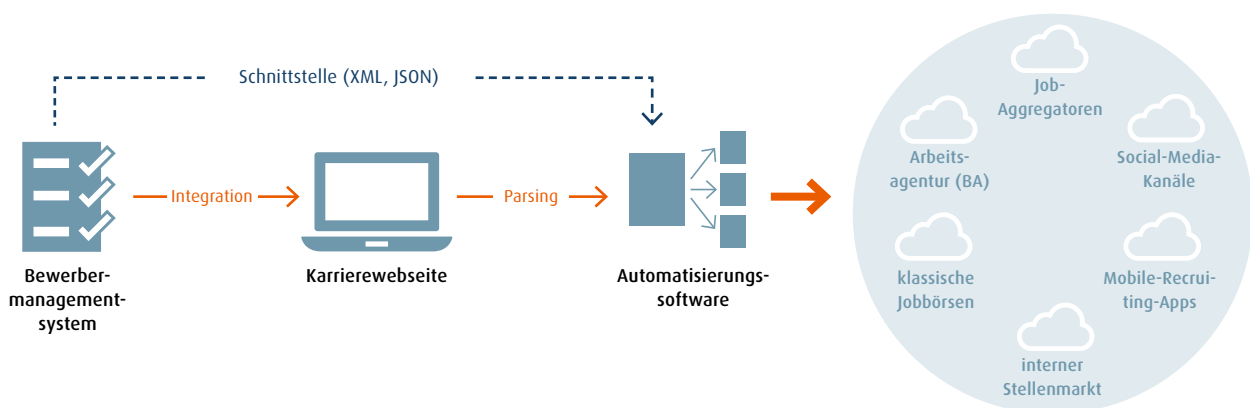 Schnittstelle (XML, JSON)
Integration
Parsing
Bewerber-
management-
system
Karrierewebseite
Automatisierungs-
software
Job-
Aggregatoren
Arbeits-
agentur (BA)
Social-Media-
Kanäle
klassische
Jobbörsen
Mobile-Recrui-
ting-Apps
interner
Stellenmarkt